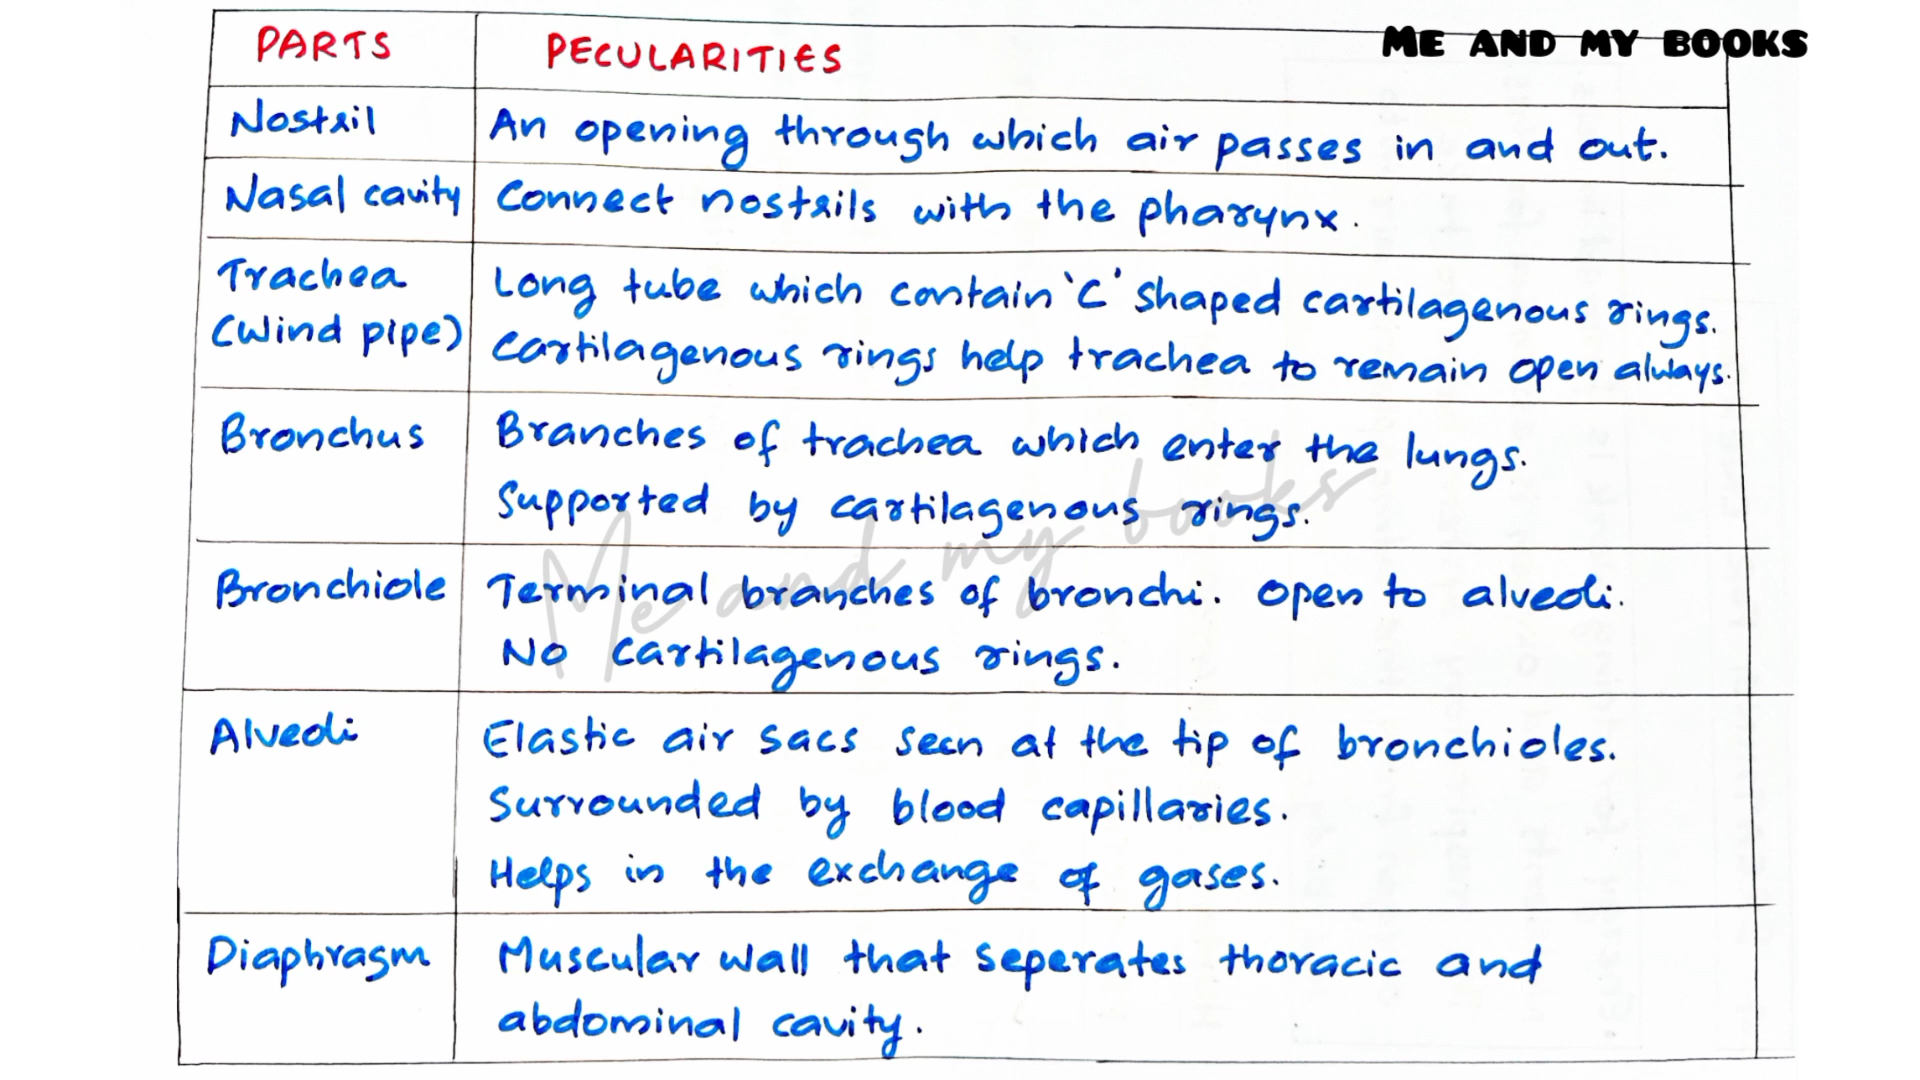 ME AND MY BOOKS
PARTS PECULARITIES
Nostril An opening through which air passes in and out.
Nasal cavity Connect nostrils with the pharynx.
Trachea Long tube which contain 'C' shaped cartilagenous rings.
(Wind pipe) Cartilagenous rings help trachea to remain open always.
Bronchus Branches of trachea which enter the lungs.
Supported by cartilagenous rings.
Bronchiole Terminal branches of bronchi. Open to alveoli.
No cartilagenous rings.
Alveoli Elastic air sacs seen at the tip of bronchioles.
Surrounded by blood capillaries.
Helps in the exchange of gases.
Diaphragm Muscular wall that seperates thoracic and
abdominal cavity.
Me and my books